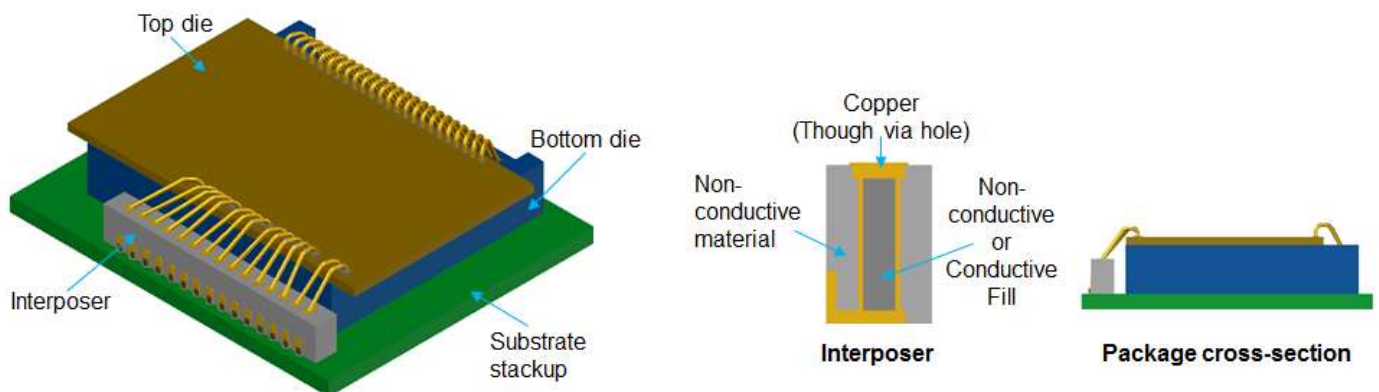 Top die
Bottom die
Interposer
Substrate
stackup
Copper
(Though via hole)
Non-
conductive
material
Non-
conductive
or
Conductive
Fill
Interposer
Package cross-section